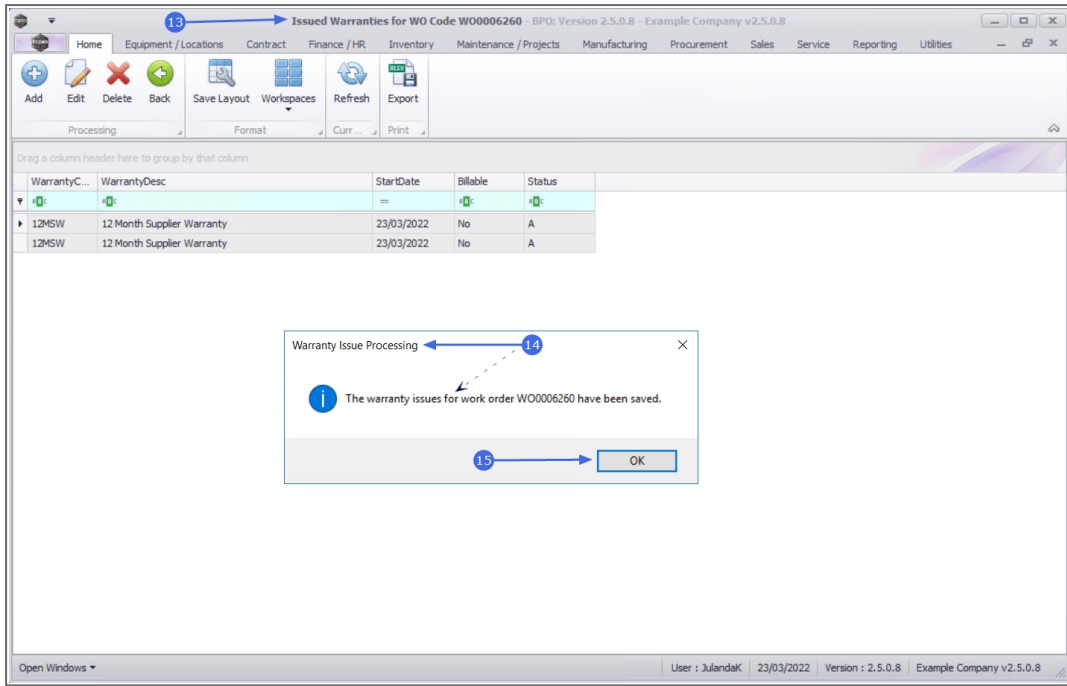 13
Issued Warranties for WO Code WO0006260 - BPO: Version 2.5.0.8 - Example Company v2.5.0.8
Home Equipment / Locations Contract Finance / HR Inventory Maintenance / Projects Manufacturing Procurement Sales Service Reporting Utilities
Add Edit Delete Back Save Layout Workspaces Refresh Export
Processing Format Curr... Print
Drag a column header here to group by that column
WarrantyC... WarrantyDesc StartDate Billable Status
=
12MSW 12 Month Supplier Warranty 23/03/2022 No A
12MSW 12 Month Supplier Warranty 23/03/2022 No A
Warranty Issue Processing 14
The warranty issues for work order WO0006260 have been saved.
15 OK
Open Windows User : JulandaK 23/03/2022 Version : 2.5.0.8 Example Company v2.5.0.8